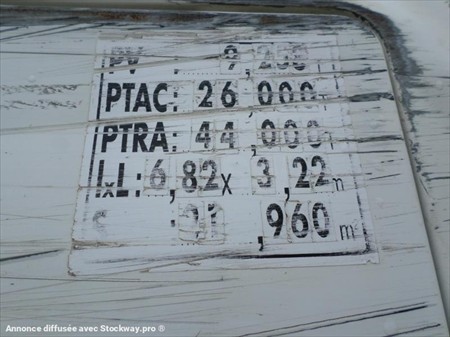 PV : 9,200
PTAC: 26,000
PTRA: 44,000
lxL: 6,82x 3,22m
S : 21,960 m
Annonce diffusée avec Stockway.pro ®